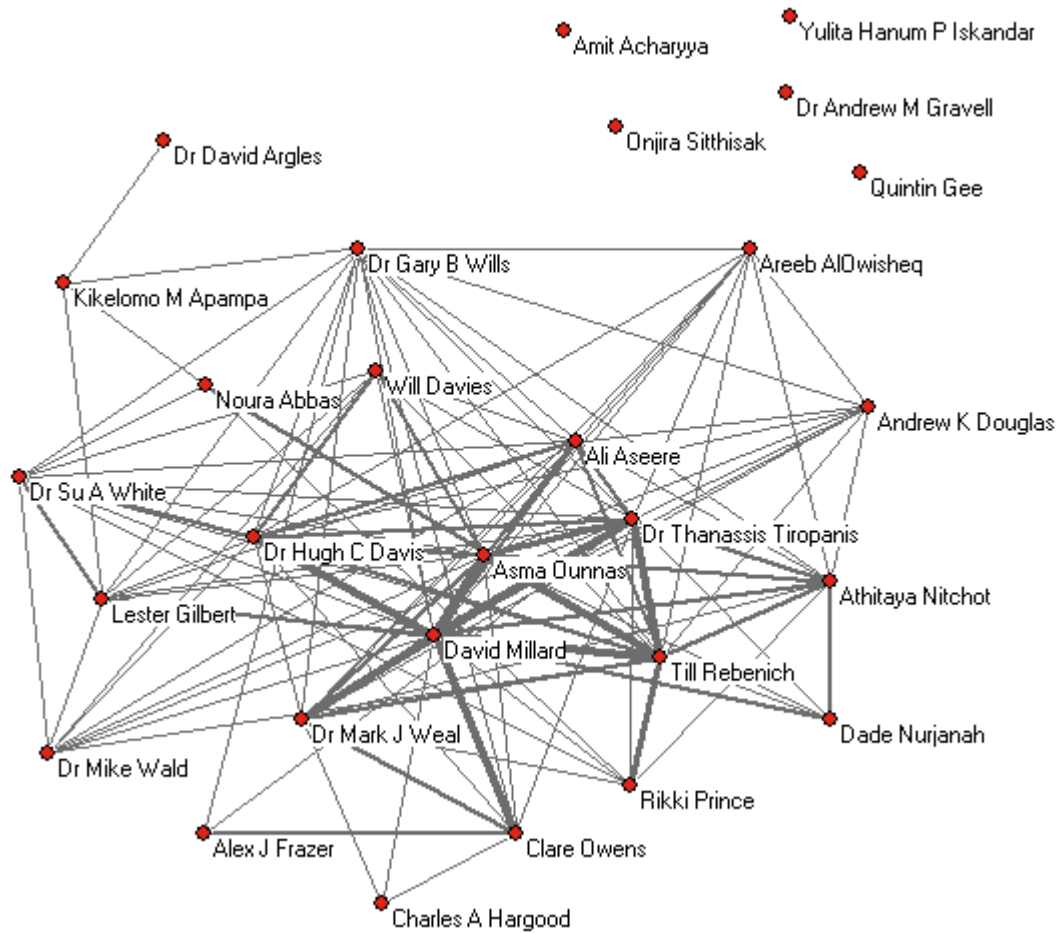 Yulita Hanum P Iskandar
Amit Acharyya
Dr Andrew M Gravell
Onjira Sitthisak
Dr David Argles
Quintin Gee
Dr Gary B Wills
Areeb AlOwisheq
Kikelomo M Apampa
Will Davies
Noura Abbas
Andrew K Douglas
Ali Aseere
Dr Su A White
Dr Thanassis Tiropanis
Dr Hugh C Davis
Asma Ounnas
Athitaya Nitchot
Lester Gilbert
David Millard
Till Rebenich
Dr Mark J Weal
Dade Nurjanah
Dr Mike Wald
Rikki Prince
Alex J Frazer
Clare Owens
Charles A Hargood